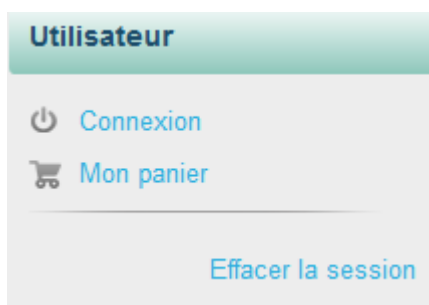 Utilisateur
Connexion
Mon panier
Effacer la session